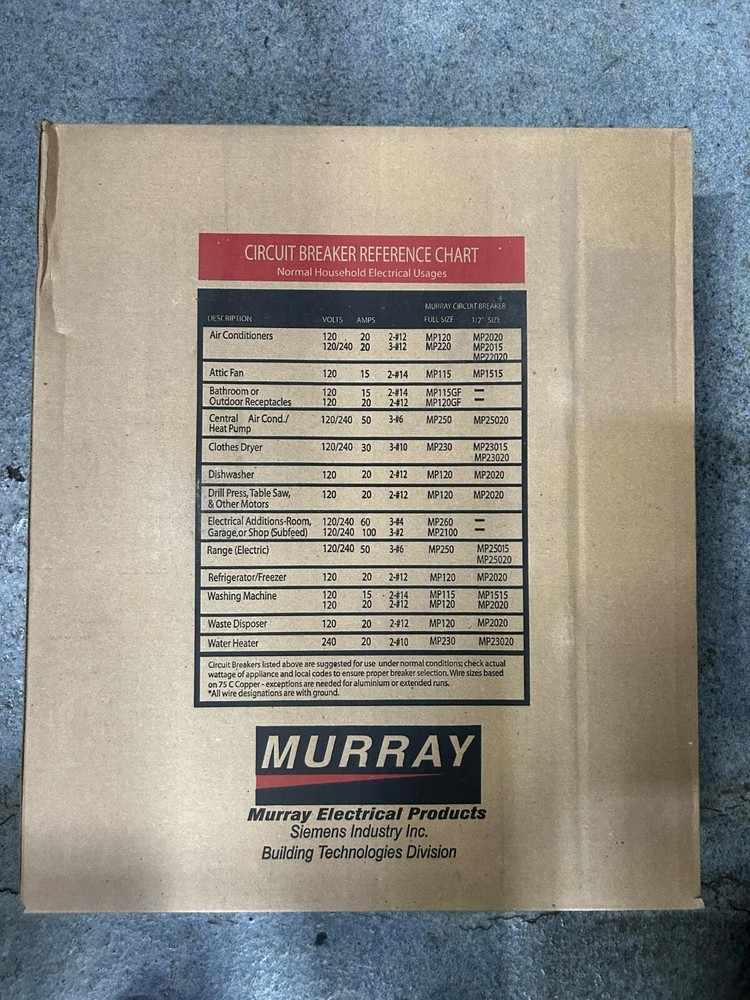 CIRCUIT BREAKER REFERENCE CHART
Normal Household Electrical Usages
MURRAY CIRCUIT BREAKER
DESCRIPTION VOLTS AMPS FULL SIZE 1/2" SIZE
Air Conditioners 120 20 2-#12 MP120 MP2020
120/240 20 3-#12 MP220 MP2015
MP22020
Attic Fan 120 15 2-#14 MP115 MP1515
Bathroom or 120 15 2-#14 MP115GF —
Outdoor Receptacles 120 20 2-#12 MP120GF —
Central Air Cond./ 120/240 50 3-#6 MP250 MP25020
Heat Pump
Clothes Dryer 120/240 30 3-#10 MP230 MP23015
MP23020
Dishwasher 120 20 2-#12 MP120 MP2020
Drill Press, Table Saw, 120 20 2-#12 MP120 MP2020
& Other Motors
Electrical Additions-Room, 120/240 60 3-#4 MP260 —
Garage,or Shop (Subfeed) 120/240 100 3-#2 MP2100 —
Range (Electric) 120/240 50 3-#6 MP250 MP25015
MP25020
Refrigerator/Freezer 120 20 2-#12 MP120 MP2020
Washing Machine 120 15 2-#14 MP115 MP1515
120 20 2-#12 MP120 MP2020
Waste Disposer 120 20 2-#12 MP120 MP2020
Water Heater 240 20 2-#10 MP230 MP23020
Circuit Breakers listed above are suggested for use under normal conditions; check actual
wattage of appliance and local codes to ensure proper breaker selection. Wire sizes based
on 75 C Copper - exceptions are needed for aluminium or extended runs.
*All wire designations are with ground.
MURRAY
Murray Electrical Products
Siemens Industry Inc.
Building Technologies Division